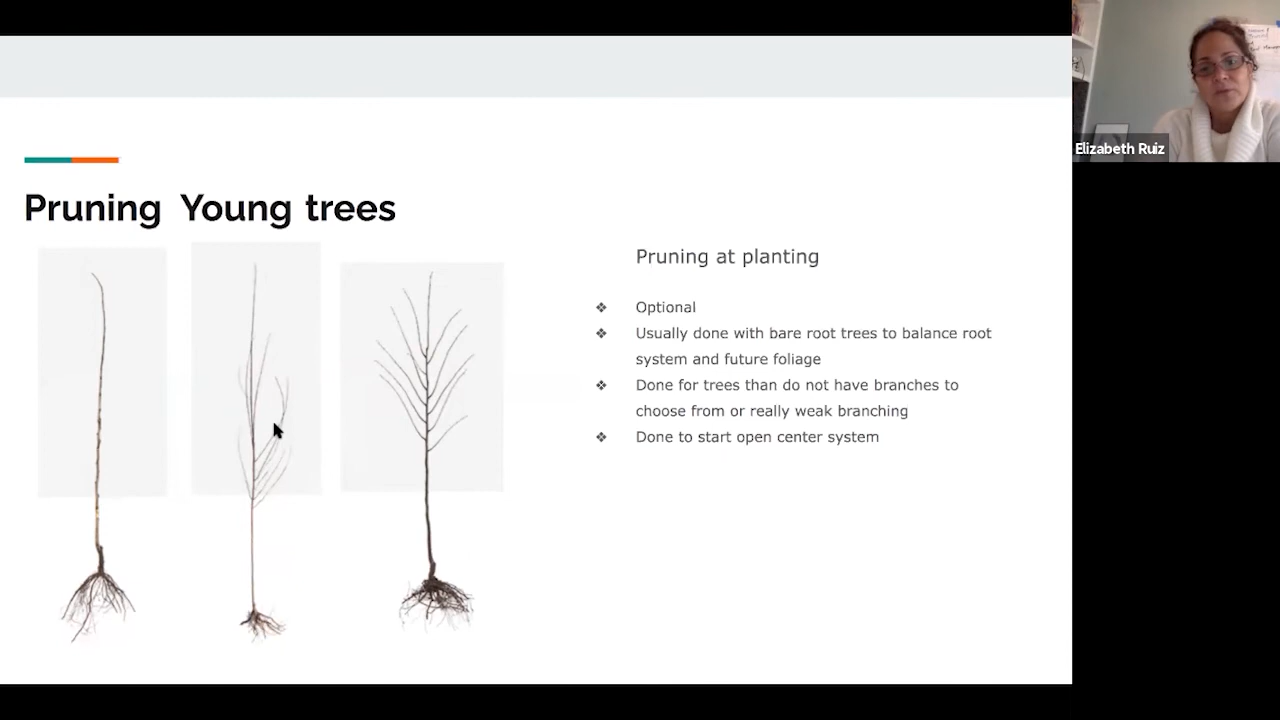 Elizabeth Ruiz
Pruning Young trees
Pruning at planting
❖ Optional
❖ Usually done with bare root trees to balance root
system and future foliage
❖ Done for trees than do not have branches to
choose from or really weak branching
❖ Done to start open center system